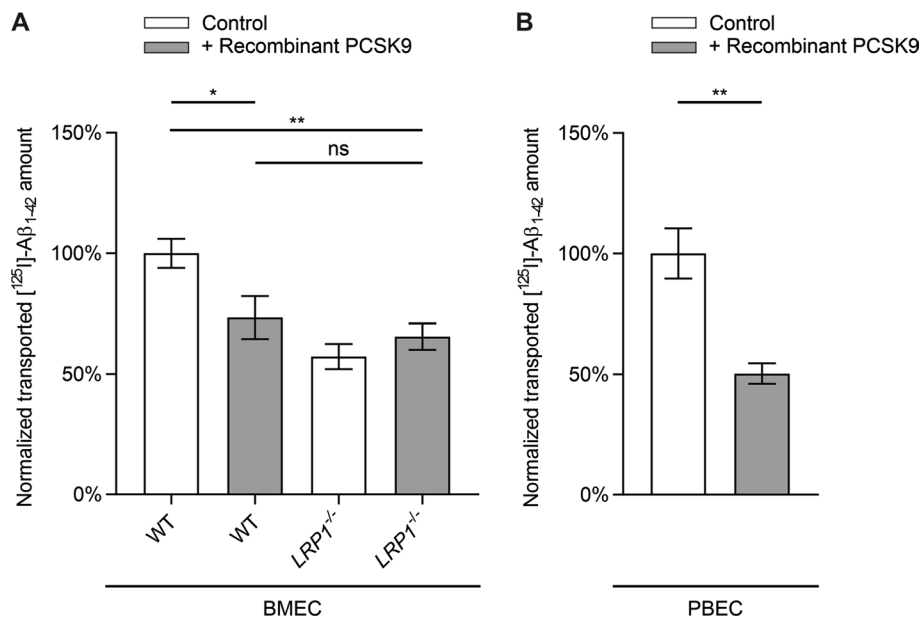 A
Control
+ Recombinant PCSK9
Normalized transported [¹²⁵I]-Aβ₁₋₄₂ amount
150%
100%
50%
0%
*
**
ns
WT
WT
LRP1⁻/⁻
LRP1⁻/⁻
BMEC
B
Control
+ Recombinant PCSK9
Normalized transported [¹²⁵I]-Aβ₁₋₄₂ amount
150%
100%
50%
0%
**
PBEC